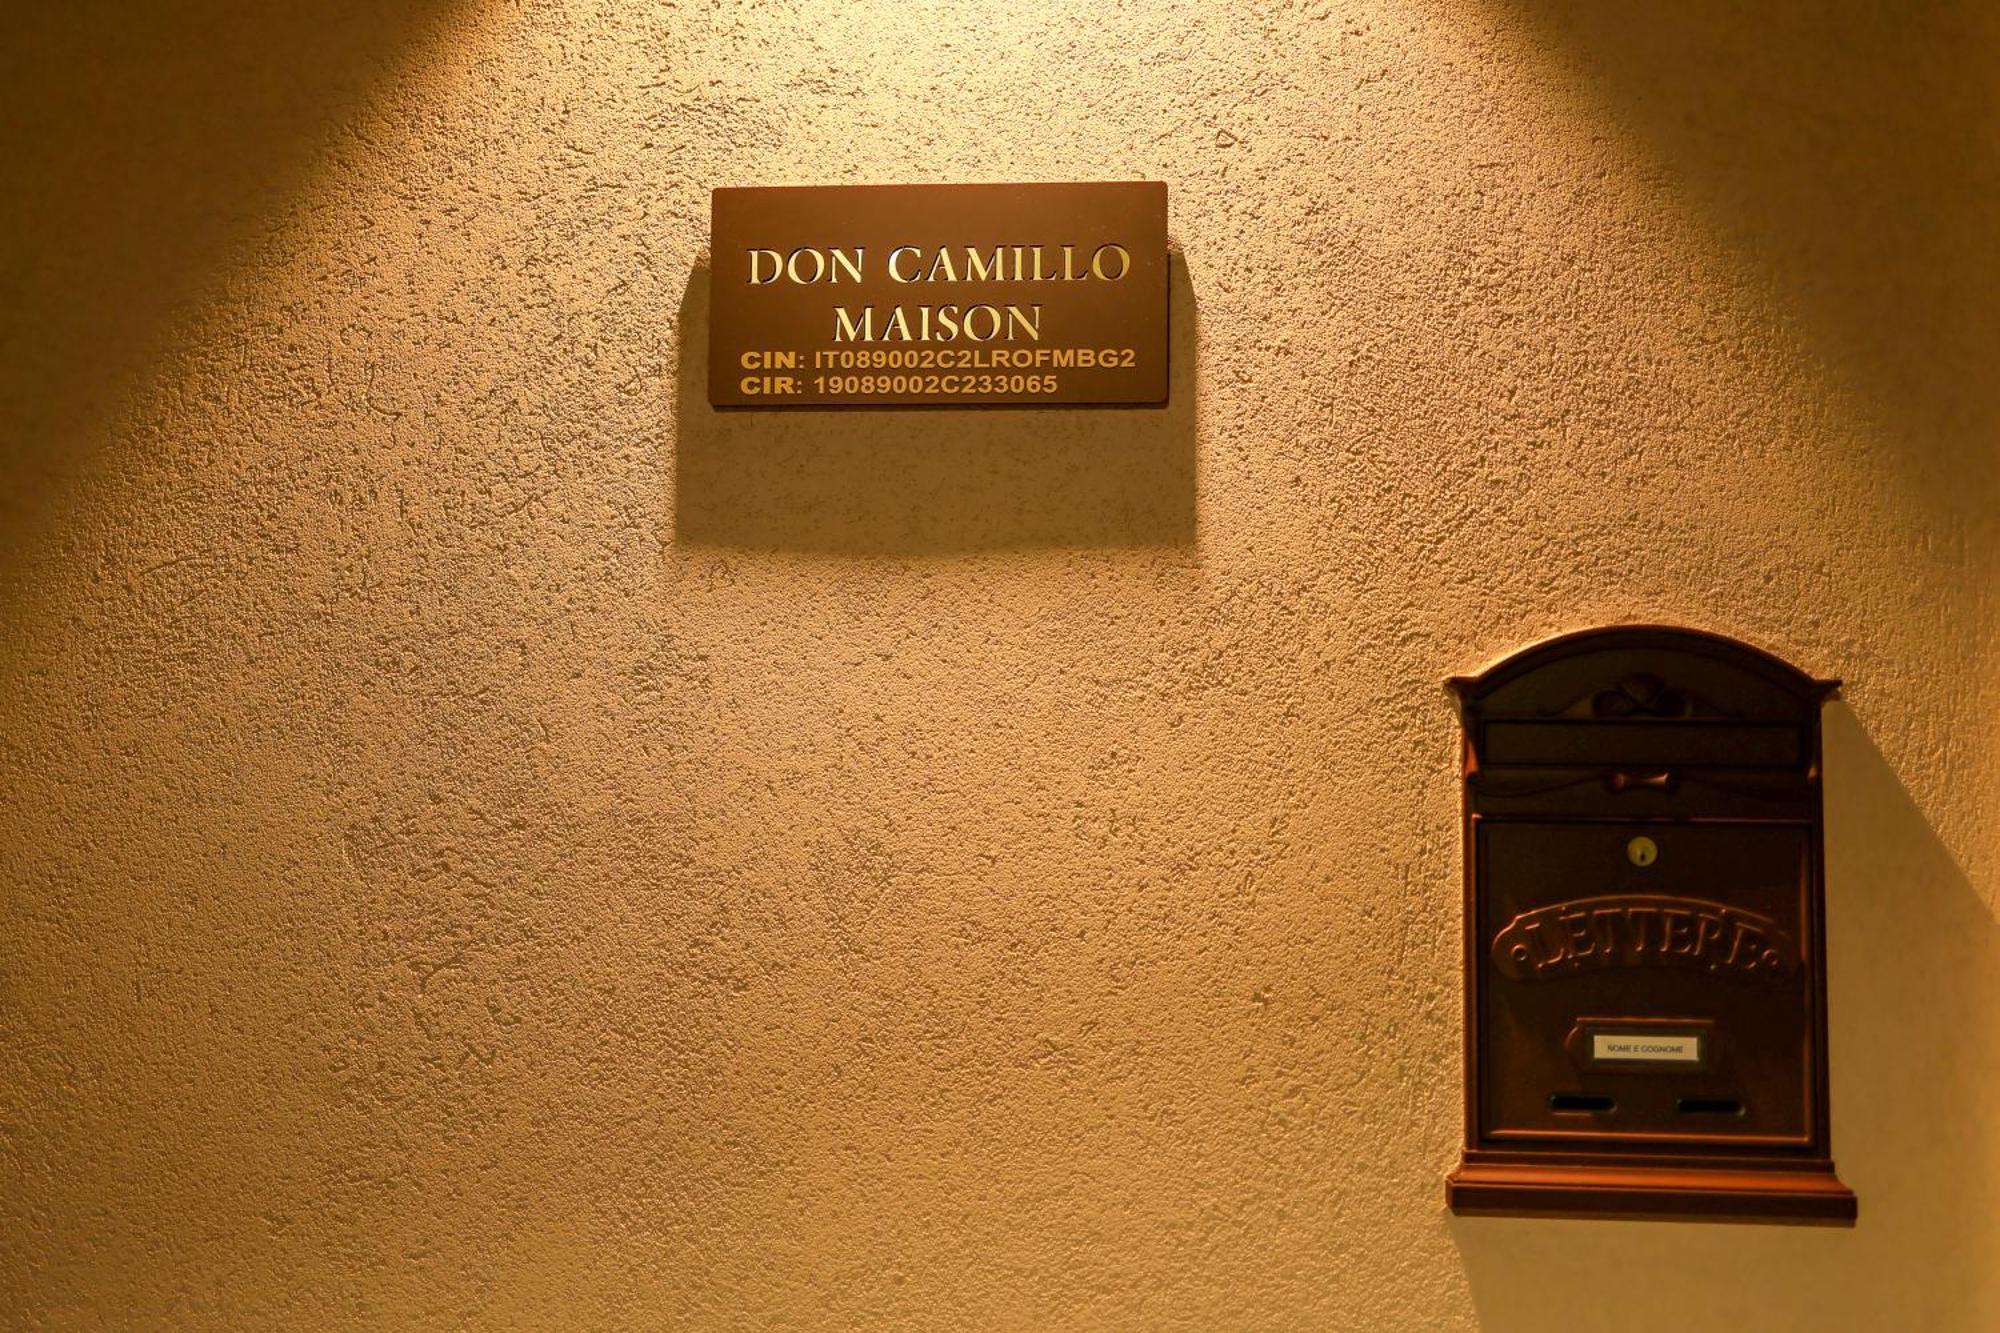 DON CAMILLO
MAISON
CIN: IT089002C2LROFMBG2
CIR: 19089002C233065
LETTERE
NOME E COGNOME